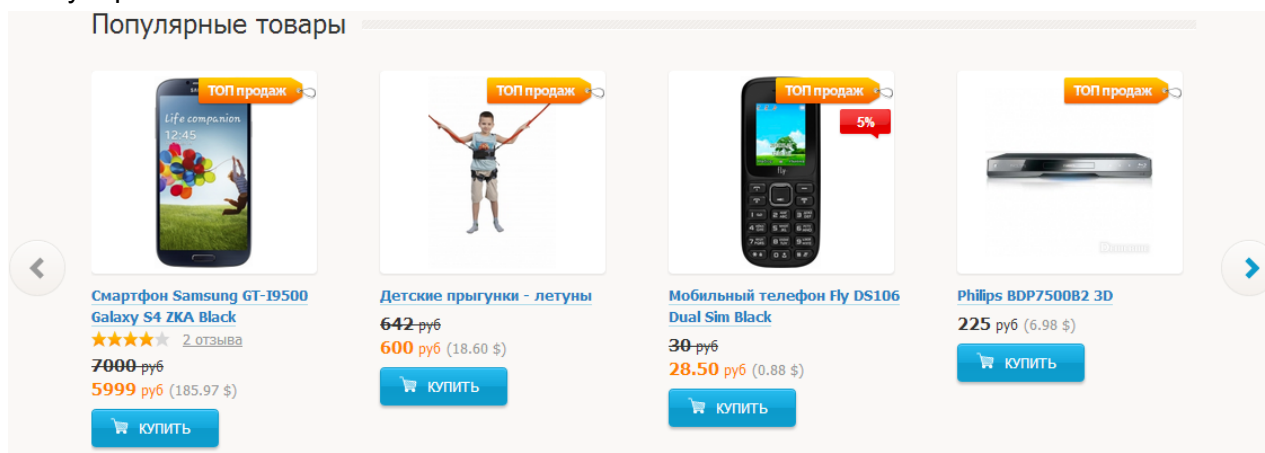 Популярные товары
ТОП продаж
Life companion
12:45
Смартфон Samsung GT-I9500
Galaxy S4 ZKA Black
2 отзыва
7000 руб
5999 руб (185.97 $)
КУПИТЬ
ТОП продаж
Детские прыгунки - летуны
642 руб
600 руб (18.60 $)
КУПИТЬ
ТОП продаж
5%
fly
Мобильный телефон Fly DS106
Dual Sim Black
30 руб
28.50 руб (0.88 $)
КУПИТЬ
ТОП продаж
Philips BDP7500B2 3D
225 руб (6.98 $)
КУПИТЬ